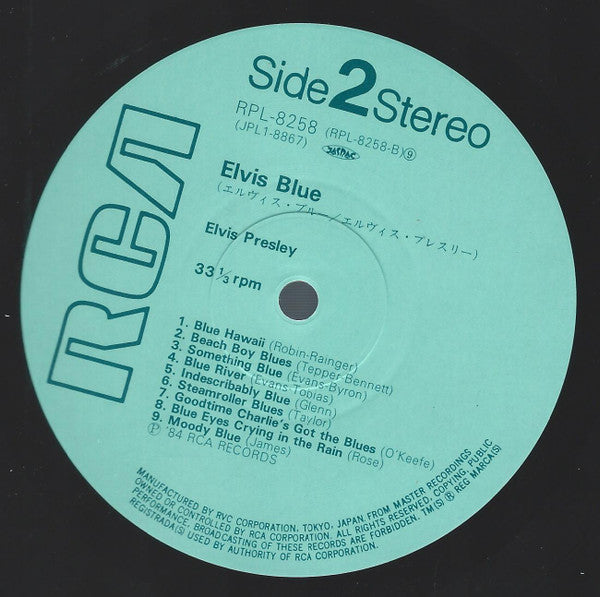 RCA
Side 2 Stereo
RPL-8258 (RPL-8258-B)⑨
(JPL1-8867)
Elvis Blue
(エルヴィス・ブルー/エルヴィス・プレスリー)
Elvis Presley
33 1/3 rpm
1. Blue Hawaii (Robin-Rainger)
2. Beach Boy Blues (Tepper-Bennett)
3. Something Blue (Evans-Byron)
4. Blue River (Evans-Tobias)
5. Indescribably Blue (Glenn)
6. Steamroller Blues (Taylor)
7. Goodtime Charlie's Got the Blues (O'Keefe)
8. Blue Eyes Crying in the Rain (Rose)
9. Moody Blue (James)
Ⓟ '84 RCA RECORDS
MANUFACTURED BY RVC CORPORATION, TOKYO, JAPAN FROM MASTER RECORDINGS
OWNED OR CONTROLLED BY RCA CORPORATION. ALL RIGHTS RESERVED. COPYING, PUBLIC
PERFORMANCE, BROADCASTING OF THESE RECORDS ARE FORBIDDEN. TM(S) ® REG MARCA(S)
REGISTRADA(S) USED BY AUTHORITY OF RCA CORPORATION.